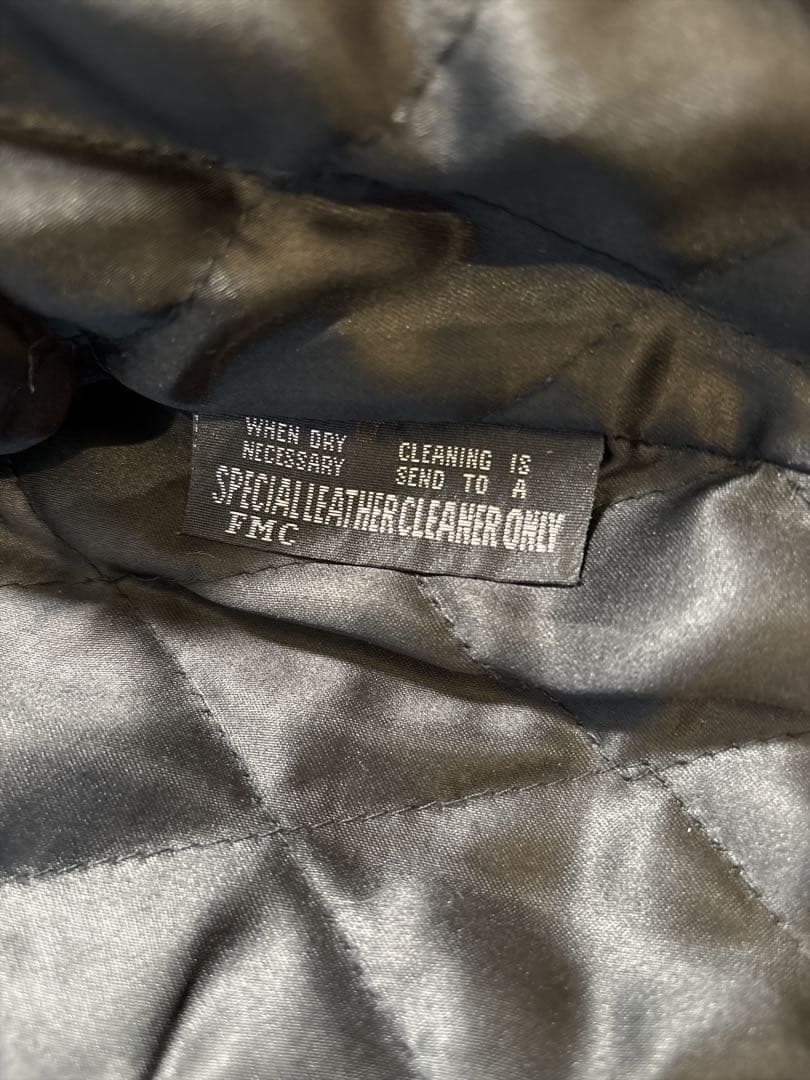 WHEN DRY CLEANING IS
NECESSARY SEND TO A
SPECIAL LEATHER CLEANER ONLY
FMC